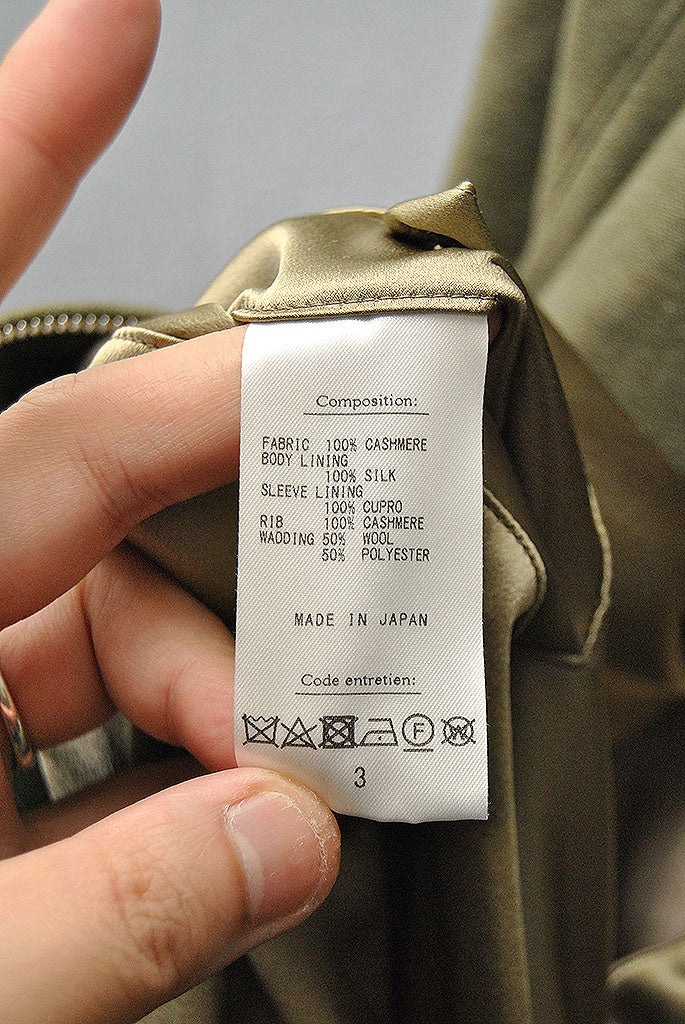 Composition:
FABRIC 100% CASHMERE
BODY LINING
100% SILK
SLEEVE LINING
100% CUPRO
RIB 100% CASHMERE
WADDING 50% WOOL
50% POLYESTER
MADE IN JAPAN
Code entretien:
F W
3